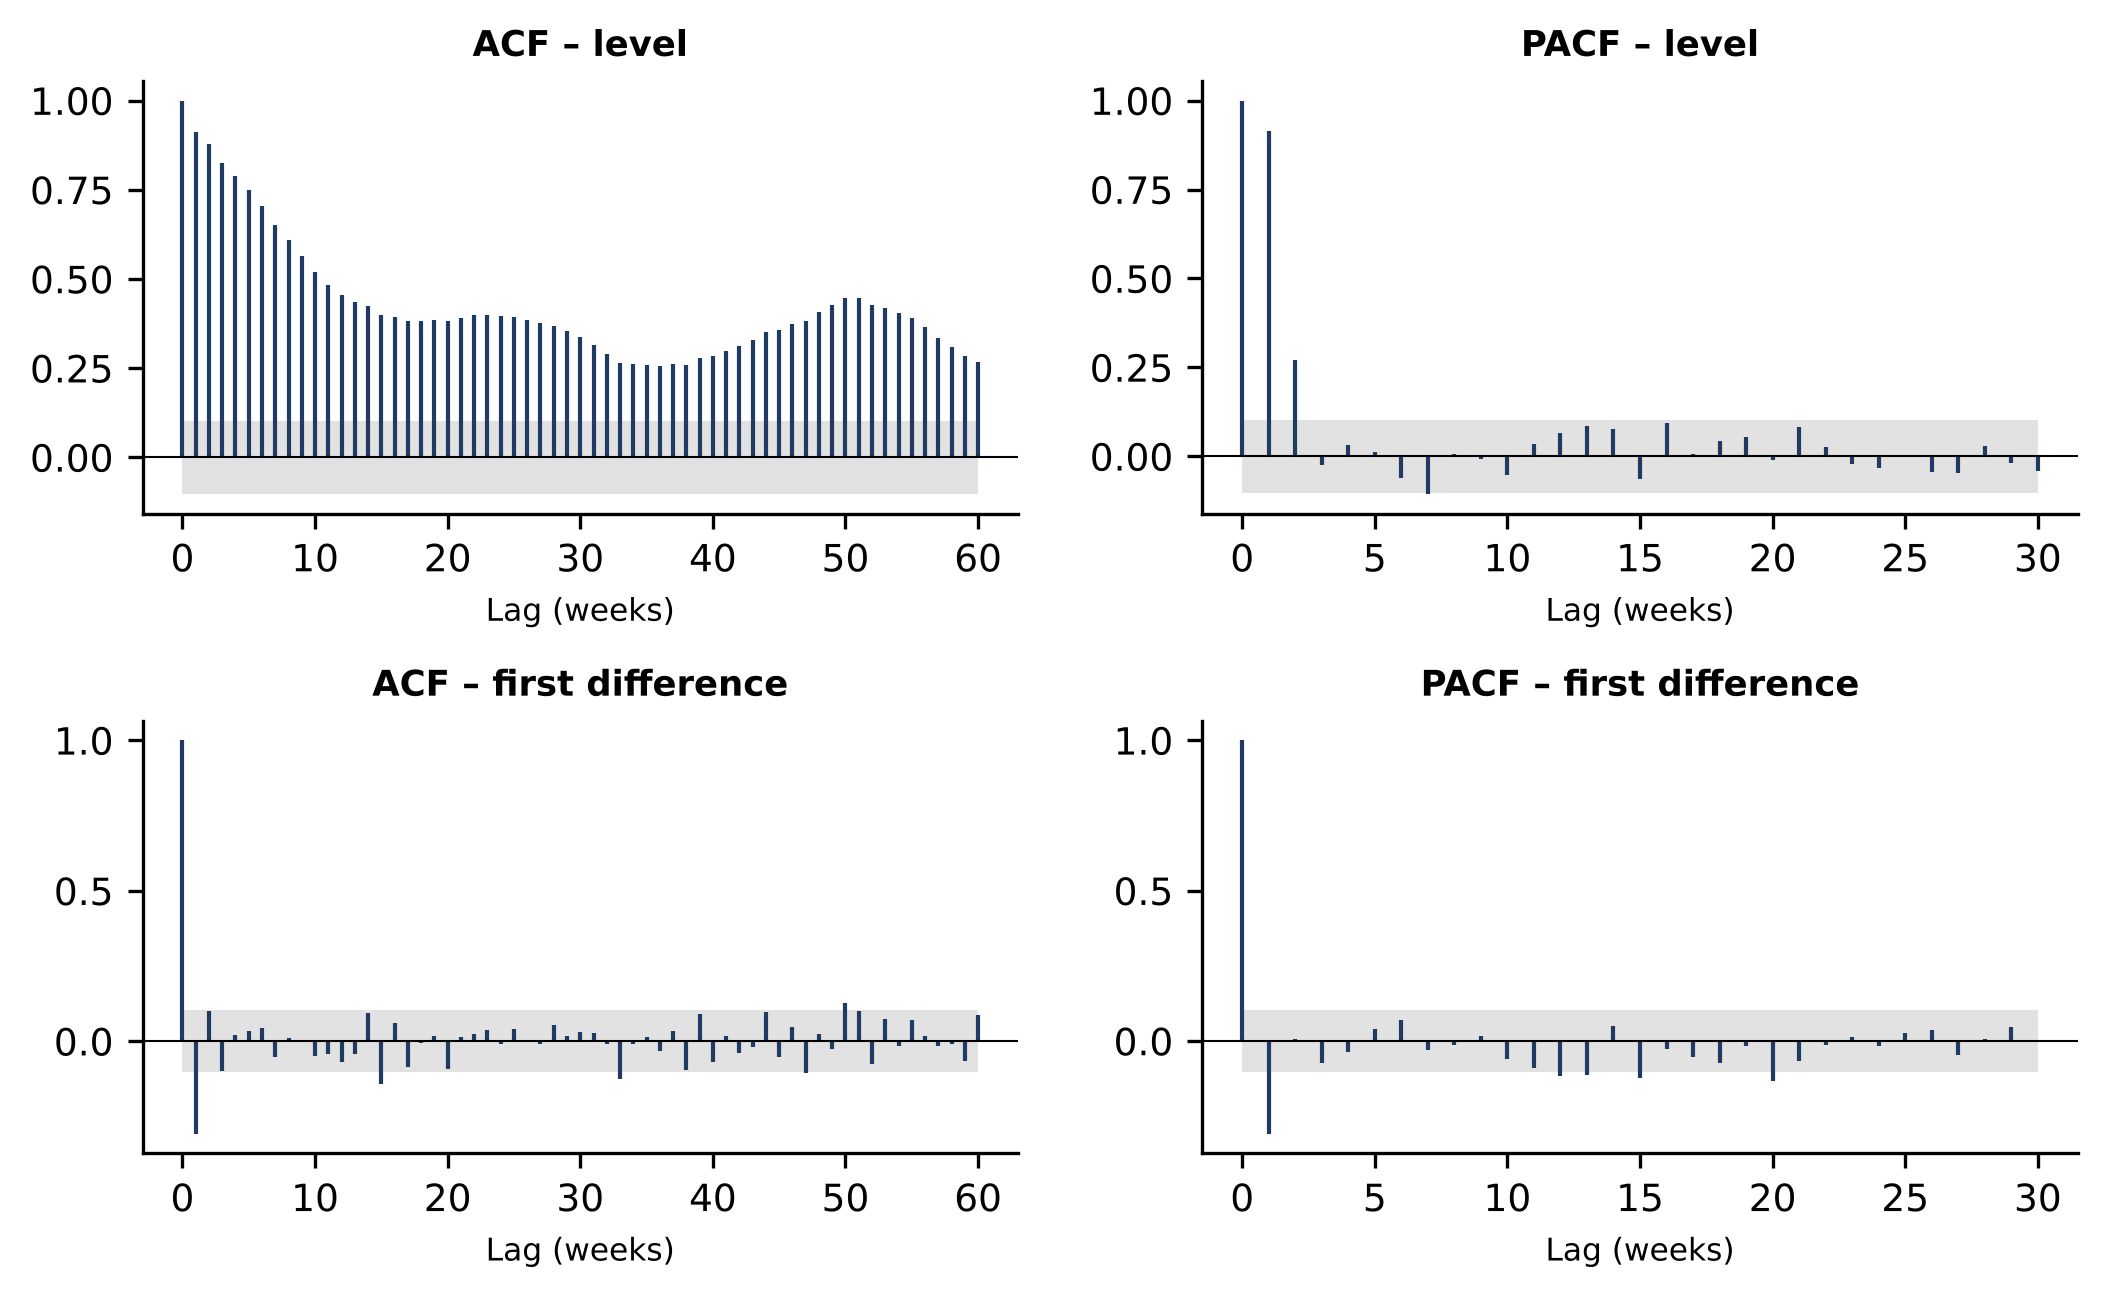 ACF – level
1.00
0.75
0.50
0.25
0.00
0 10 20 30 40 50 60
Lag (weeks)
PACF – level
1.00
0.75
0.50
0.25
0.00
0 5 10 15 20 25 30
Lag (weeks)
ACF – first difference
1.0
0.5
0.0
0 10 20 30 40 50 60
Lag (weeks)
PACF – first difference
1.0
0.5
0.0
0 5 10 15 20 25 30
Lag (weeks)